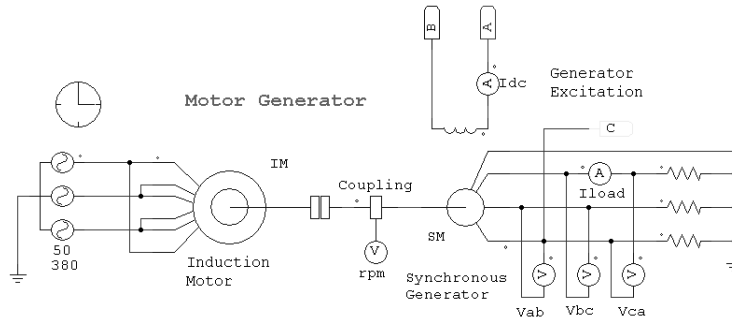 B
A
A
Idc
Generator
Excitation
Motor Generator
C
IM
Coupling
A
Iload
SM
50
380
Induction
Motor
V
rpm
Synchronous
Generator
V
V
V
Vab
Vbc
Vca